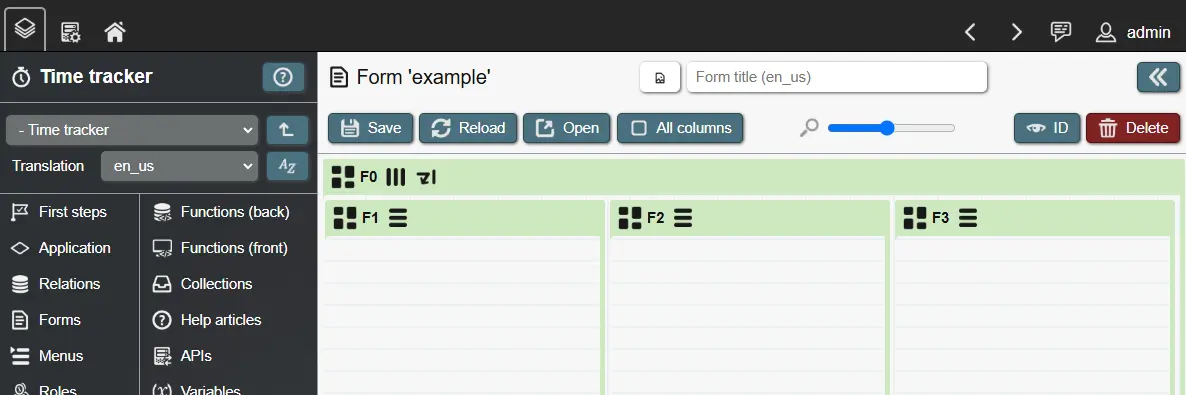 admin
Time tracker
Form 'example'
Form title (en_us)
- Time tracker
Save
Reload
Open
All columns
ID
Delete
Translation
en_us
AZ
F0
F1
F2
F3
First steps
Functions (back)
Application
Functions (front)
Relations
Collections
Forms
Help articles
Menus
APIs
Roles
Variables